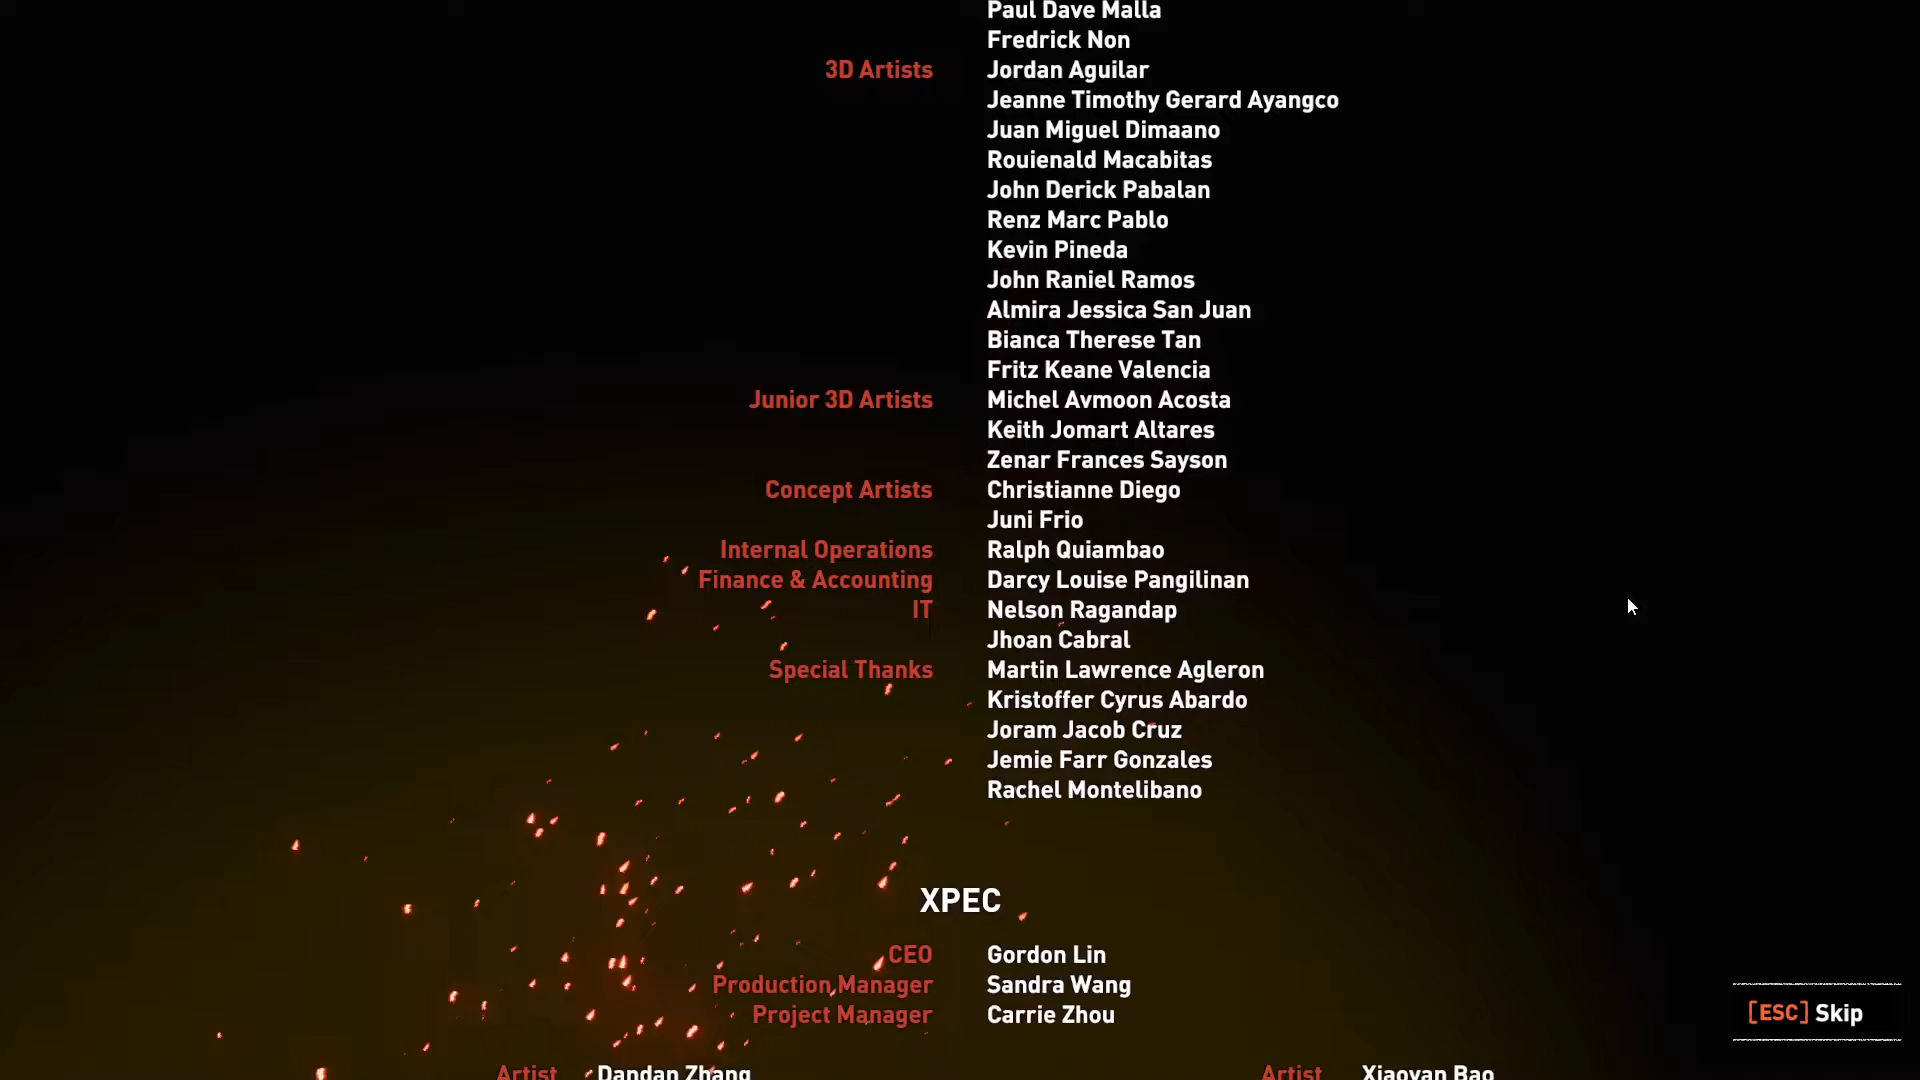 Paul Dave Malla
Fredrick Non
3D Artists Jordan Aguilar
Jeanne Timothy Gerard Ayangco
Juan Miguel Dimaano
Rouienald Macabitas
John Derick Pabalan
Renz Marc Pablo
Kevin Pineda
John Raniel Ramos
Almira Jessica San Juan
Bianca Therese Tan
Fritz Keane Valencia
Junior 3D Artists Michel Avmoon Acosta
Keith Jomart Altares
Zenar Frances Sayson
Concept Artists Christianne Diego
Juni Frio
Internal Operations Ralph Quiambao
Finance & Accounting Darcy Louise Pangilinan
IT Nelson Ragandap
Jhoan Cabral
Special Thanks Martin Lawrence Agleron
Kristoffer Cyrus Abardo
Joram Jacob Cruz
Jemie Farr Gonzales
Rachel Montelibano
XPEC
CEO Gordon Lin
Production Manager Sandra Wang
Project Manager Carrie Zhou
[ESC] Skip
Artist Dandan Zhang Artist Xiaoyan Bao